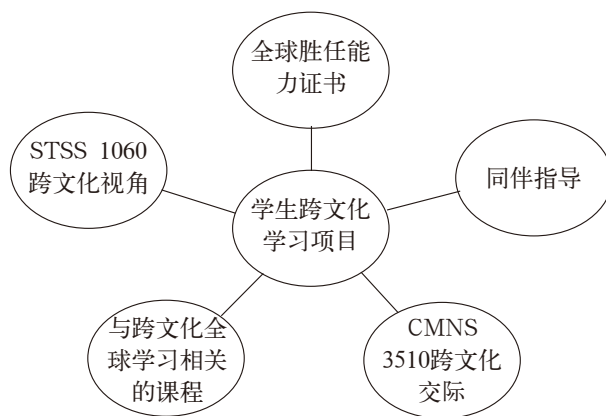 全球胜任能
力证书
STSS 1060
跨文化视角
同伴指导
学生跨文化
学习项目
与跨文化全
球学习相关
的课程
CMNS
3510跨文化
交际